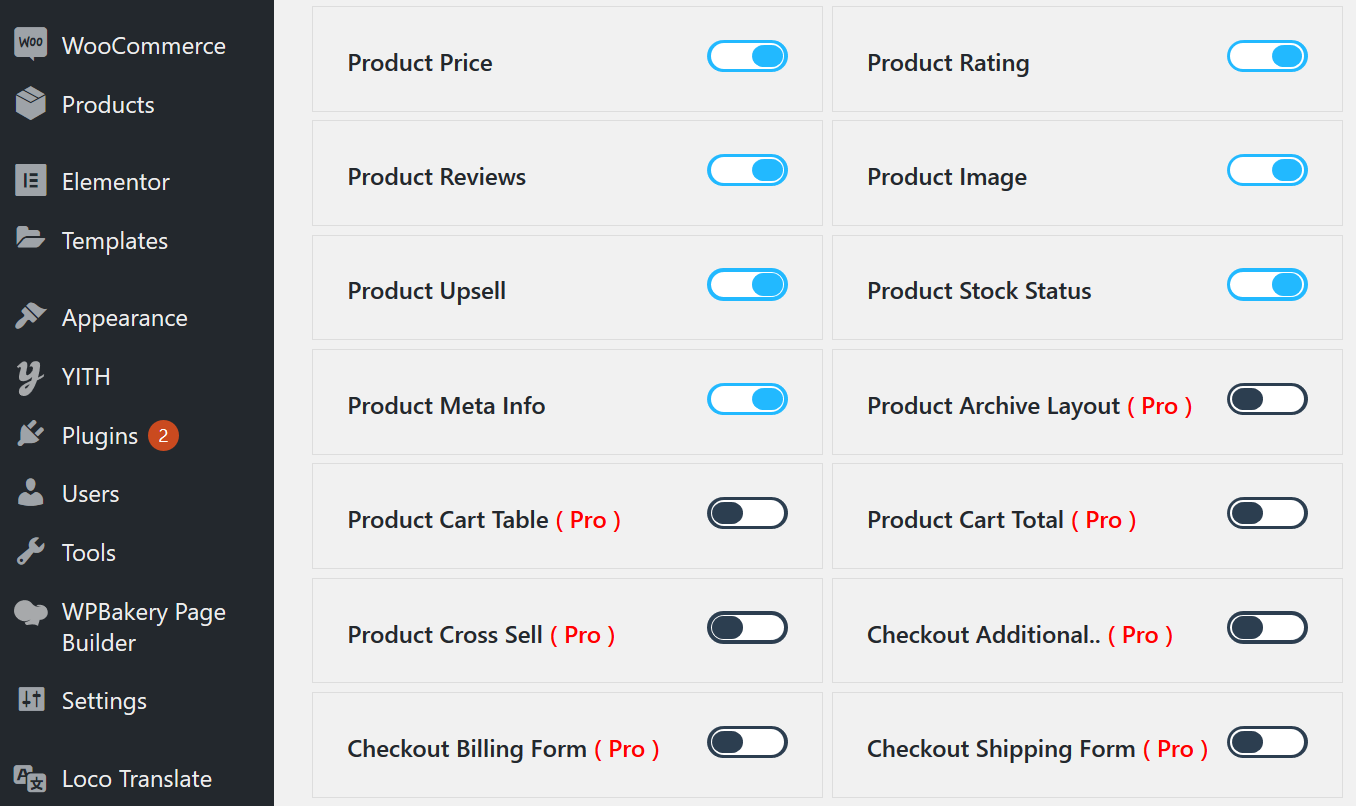 WOO
WooCommerce
Products
Elementor
Templates
Appearance
YITH
Plugins 2
Users
Tools
WPBakery Page
Builder
Settings
Loco Translate
Product Price
Product Rating
Product Reviews
Product Image
Product Upsell
Product Stock Status
Product Meta Info
Product Archive Layout ( Pro )
Product Cart Table ( Pro )
Product Cart Total ( Pro )
Product Cross Sell ( Pro )
Checkout Additional.. ( Pro )
Checkout Billing Form ( Pro )
Checkout Shipping Form ( Pro )